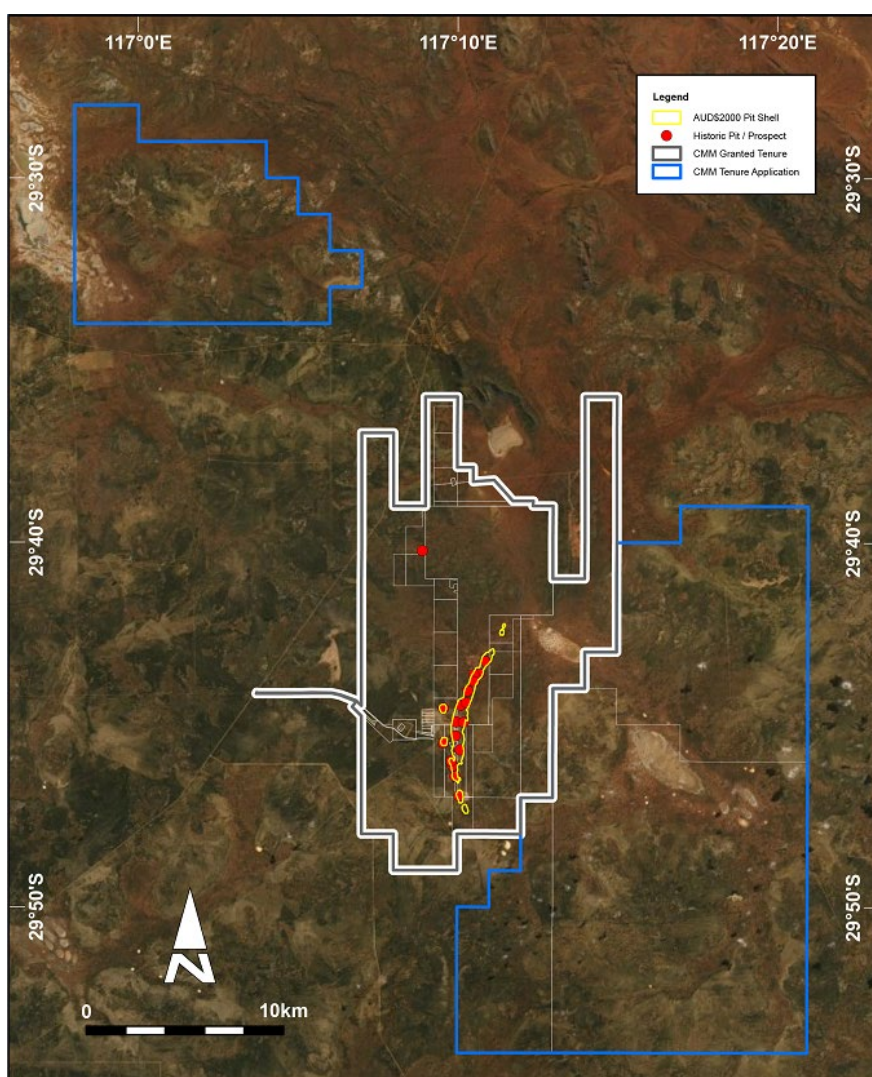 117°0'E
117°10'E
117°20'E
Legend
AUD$2000 Pit Shell
Historic Pit / Prospect
CMM Granted Tenure
CMM Tenure Application
29°30'S
29°30'S
29°40'S
29°40'S
29°50'S
29°50'S
N
0
10km